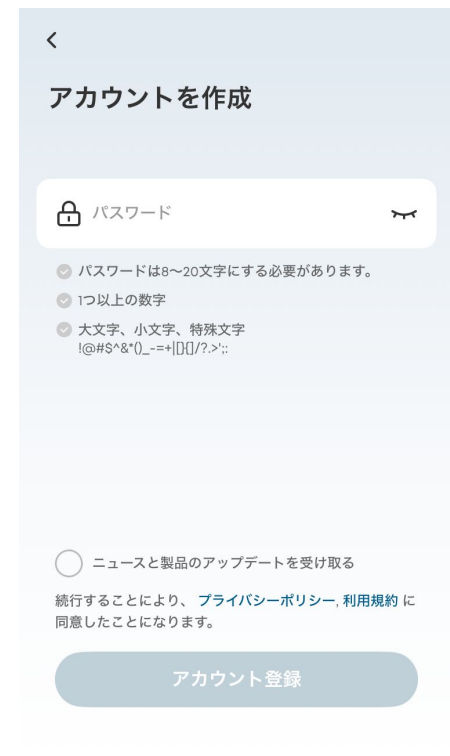 アカウントを作成
パスワード
パスワードは8〜20文字にする必要があります。
1つ以上の数字
大文字、小文字、特殊文字
!@#$^&*()_-=+|[]{}[]/?.>';:
ニュースと製品のアップデートを受け取る
続行することにより、 プライバシーポリシー, 利用規約 に
同意したことになります。
アカウント登録